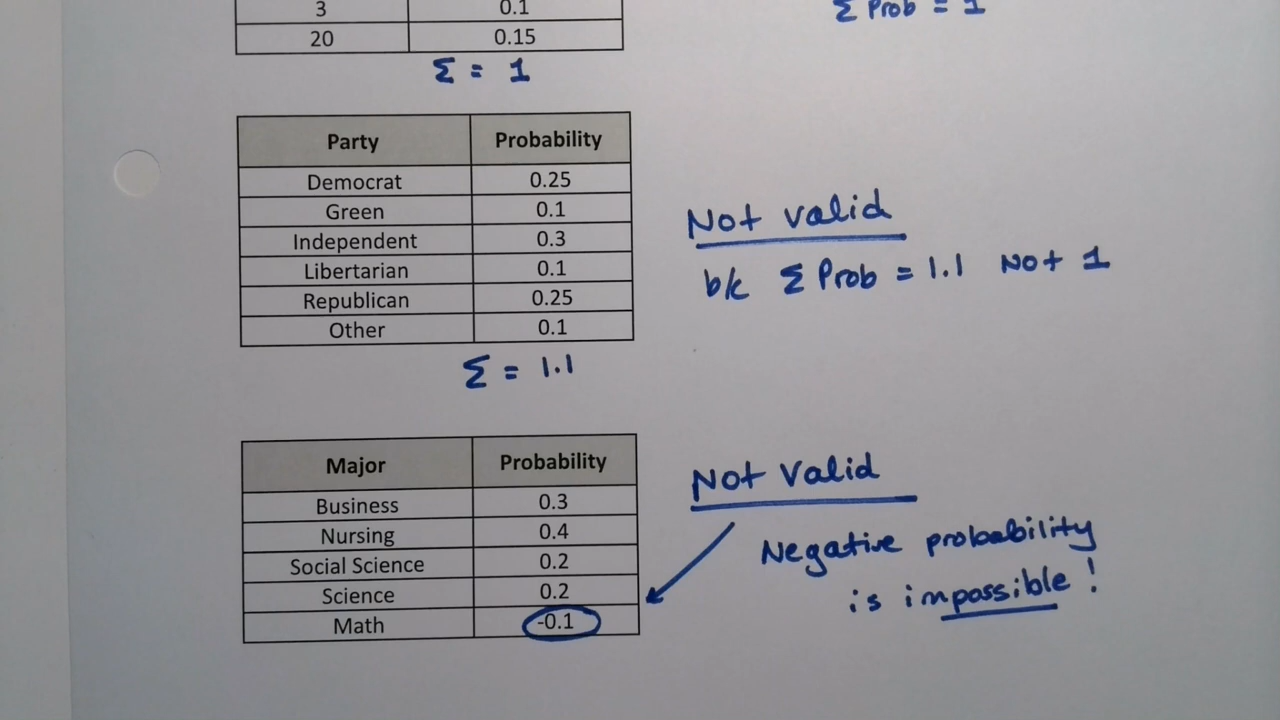 3 0.1
Σ Prob = 1
20 0.15
Σ = 1
Party Probability
Democrat 0.25
Green 0.1
Independent 0.3
Libertarian 0.1
Republican 0.25
Other 0.1
Not valid
b/c Σ Prob = 1.1 Not 1
Σ = 1.1
Major Probability
Business 0.3
Nursing 0.4
Social Science 0.2
Science 0.2
Math -0.1
Not Valid
Negative probability
is impossible!